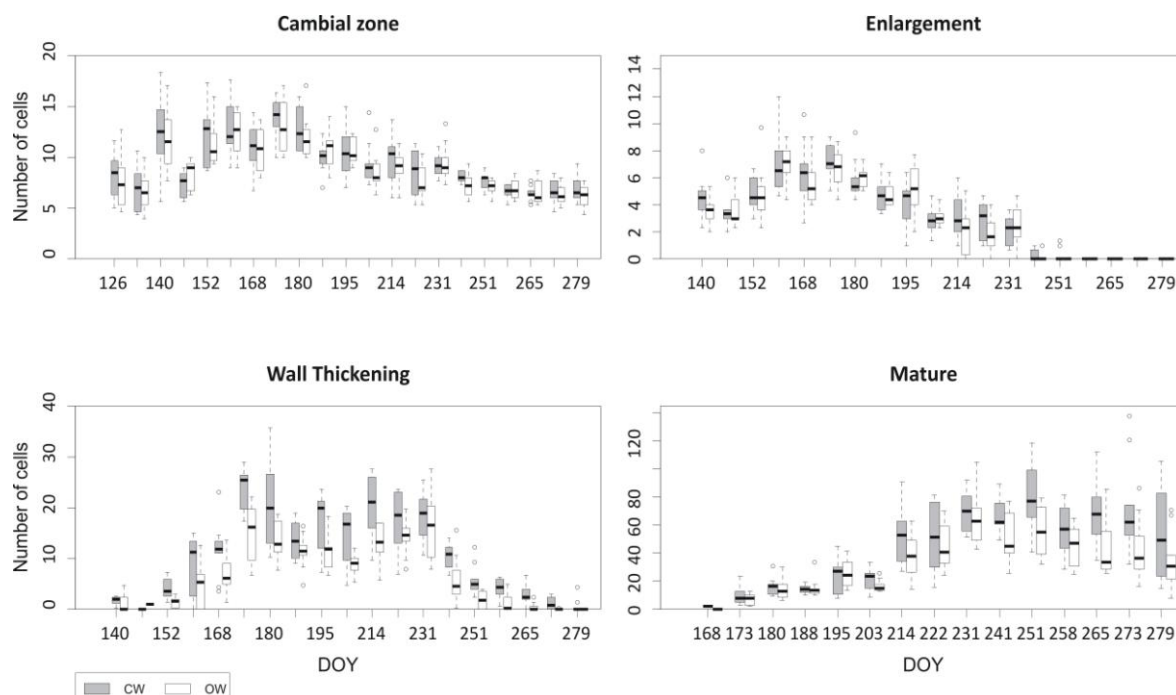 Cambial zone
Number of cells
0 5 10 15 20
126 140 152 168 180 195 214 231 251 265 279
Enlargement
0 2 4 6 8 10 12 14
140 152 168 180 195 214 231 251 265 279
Wall Thickening
Number of cells
0 10 20 30 40
140 152 168 180 195 214 231 251 265 279
DOY
Mature
0 20 40 60 80 120
168 173 180 188 195 203 214 222 231 241 251 258 265 273 279
DOY
CW OW